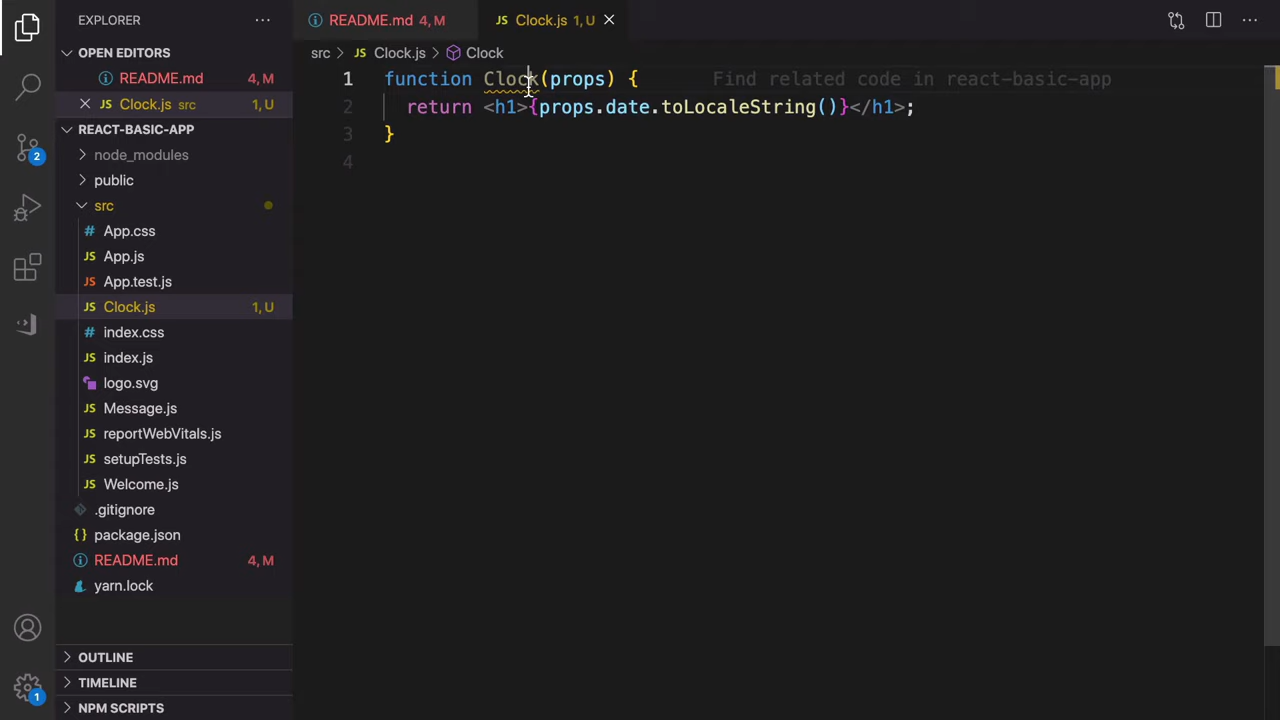 EXPLORER
OPEN EDITORS
README.md 4, M
Clock.js src 1, U
REACT-BASIC-APP
node_modules
public
src
App.css
App.js
App.test.js
Clock.js 1, U
index.css
index.js
logo.svg
Message.js
reportWebVitals.js
setupTests.js
Welcome.js
.gitignore
package.json
README.md 4, M
yarn.lock
OUTLINE
TIMELINE
NPM SCRIPTS
2
1
README.md 4, M
Clock.js 1, U
src > Clock.js > Clock
1 function Clock(props) { Find related code in react-basic-app
2 return <h1>{props.date.toLocaleString()}</h1>;
3 }
4